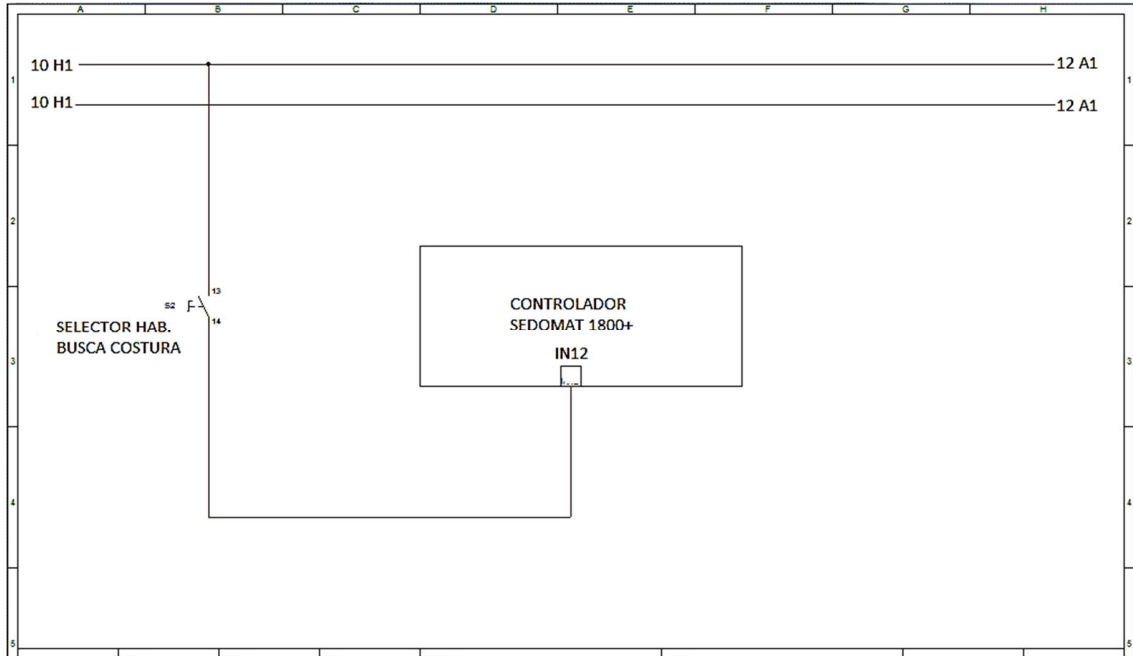 A B C D E F G H
10 H1 12 A1
1 1
10 H1 12 A1
2 2
S2 13
14
SELECTOR HAB.
BUSCA COSTURA
CONTROLADOR
SEDOMAT 1800+
IN12
3 3
4 4
5 5